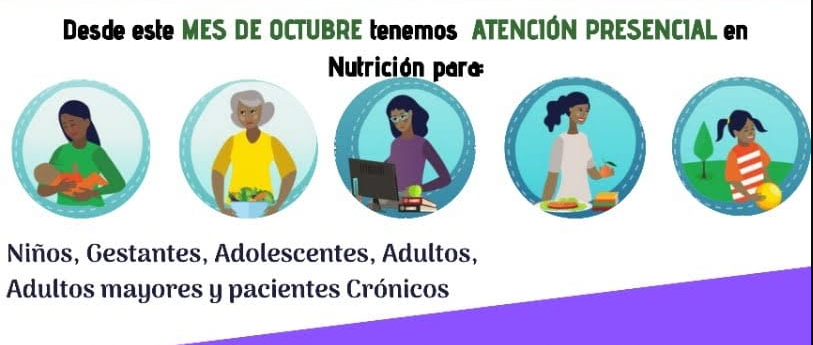 Desde este MES DE OCTUBRE tenemos ATENCIÓN PRESENCIAL en
Nutrición para:
Niños, Gestantes, Adolescentes, Adultos,
Adultos mayores y pacientes Crónicos